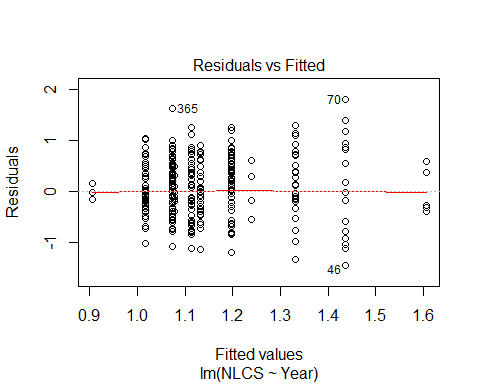 Residuals vs Fitted
Residuals
2
1
0
-1
365
70
46
0.9 1.0 1.1 1.2 1.3 1.4 1.5 1.6
Fitted values
lm(NLCS ~ Year)